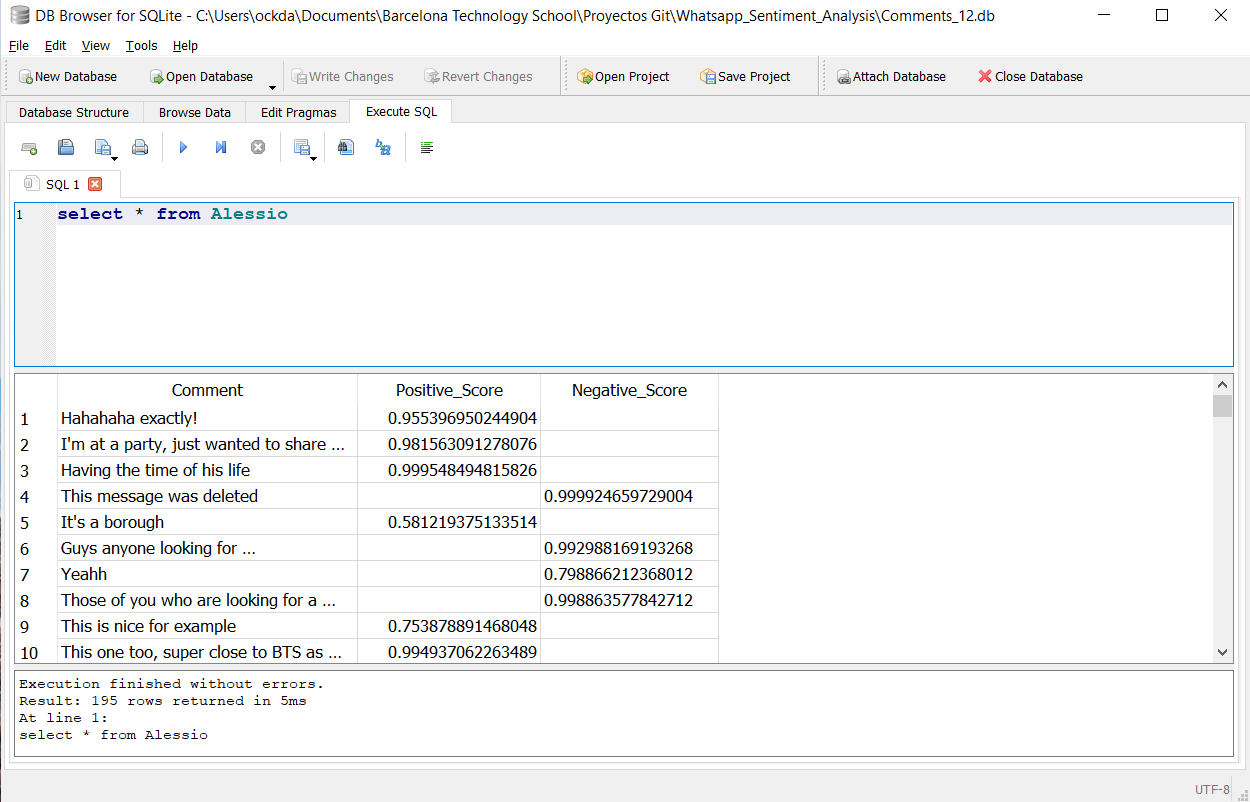 DB Browser for SQLite - C:\Users\ockda\Documents\Barcelona Technology School\Proyectos Git\Whatsapp_Sentiment_Analysis\Comments_12.db
File Edit View Tools Help
New Database Open Database Write Changes Revert Changes Open Project Save Project Attach Database Close Database
Database Structure Browse Data Edit Pragmas Execute SQL
SQL 1
1 select * from Alessio
Comment Positive_Score Negative_Score
1 Hahahaha exactly! 0.955396950244904
2 I'm at a party, just wanted to share ... 0.981563091278076
3 Having the time of his life 0.999548494815826
4 This message was deleted 0.999924659729004
5 It's a borough 0.581219375133514
6 Guys anyone looking for ... 0.992988169193268
7 Yeahh 0.798866212368012
8 Those of you who are looking for a ... 0.998863577842712
9 This is nice for example 0.753878891468048
10 This one too, super close to BTS as ... 0.994937062263489
Execution finished without errors.
Result: 195 rows returned in 5ms
At line 1:
select * from Alessio
UTF-8